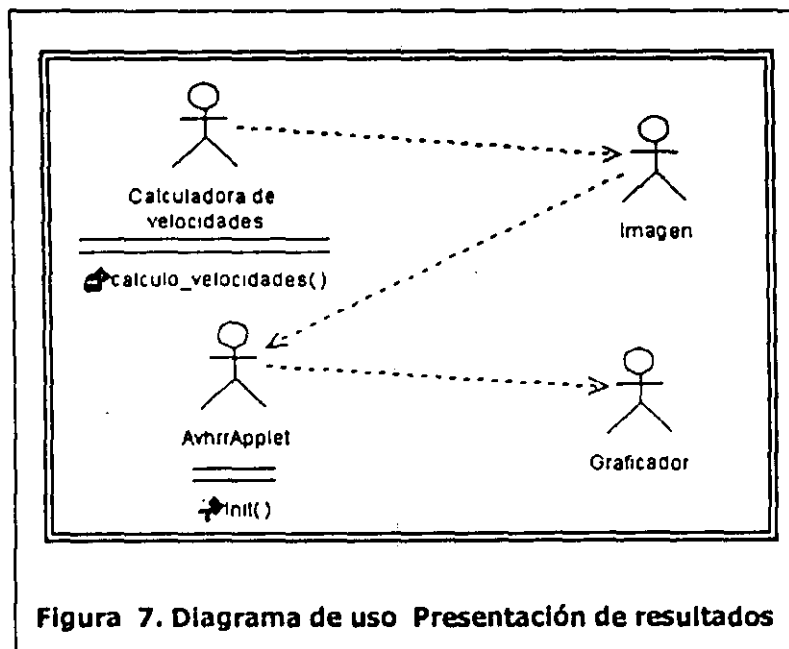 Calculadora de
velocidades
calculo_velocidades()
Imagen
AvhrrApplet
Init()
Graficador
Figura 7. Diagrama de uso Presentación de resultados